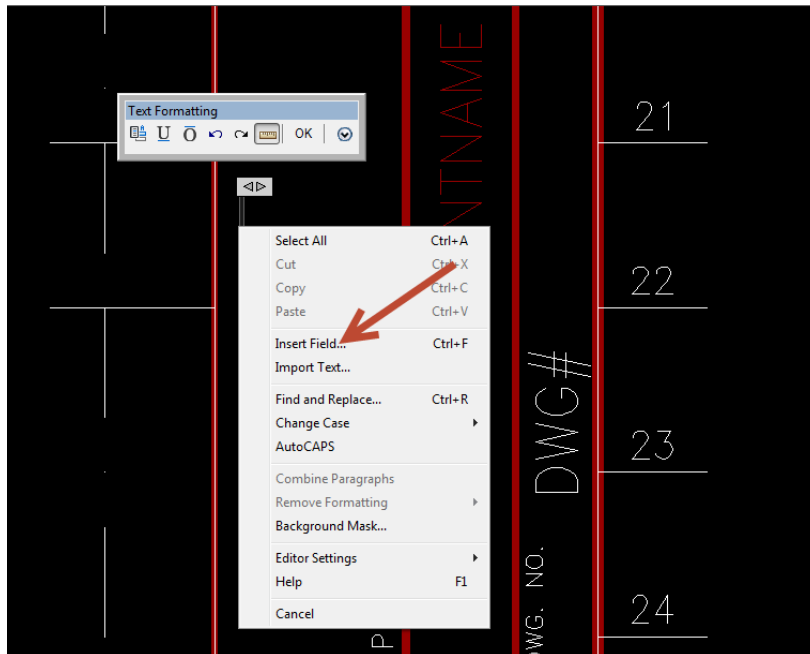 Text Formatting
U O OK
Select All Ctrl+A
Cut Ctrl+X
Copy Ctrl+C
Paste Ctrl+V
Insert Field... Ctrl+F
Import Text...
Find and Replace... Ctrl+R
Change Case
AutoCAPS
Combine Paragraphs
Remove Formatting
Background Mask...
Editor Settings
Help F1
Cancel
NTNAME
P
DWG#
DWG. NO.
21
22
23
24